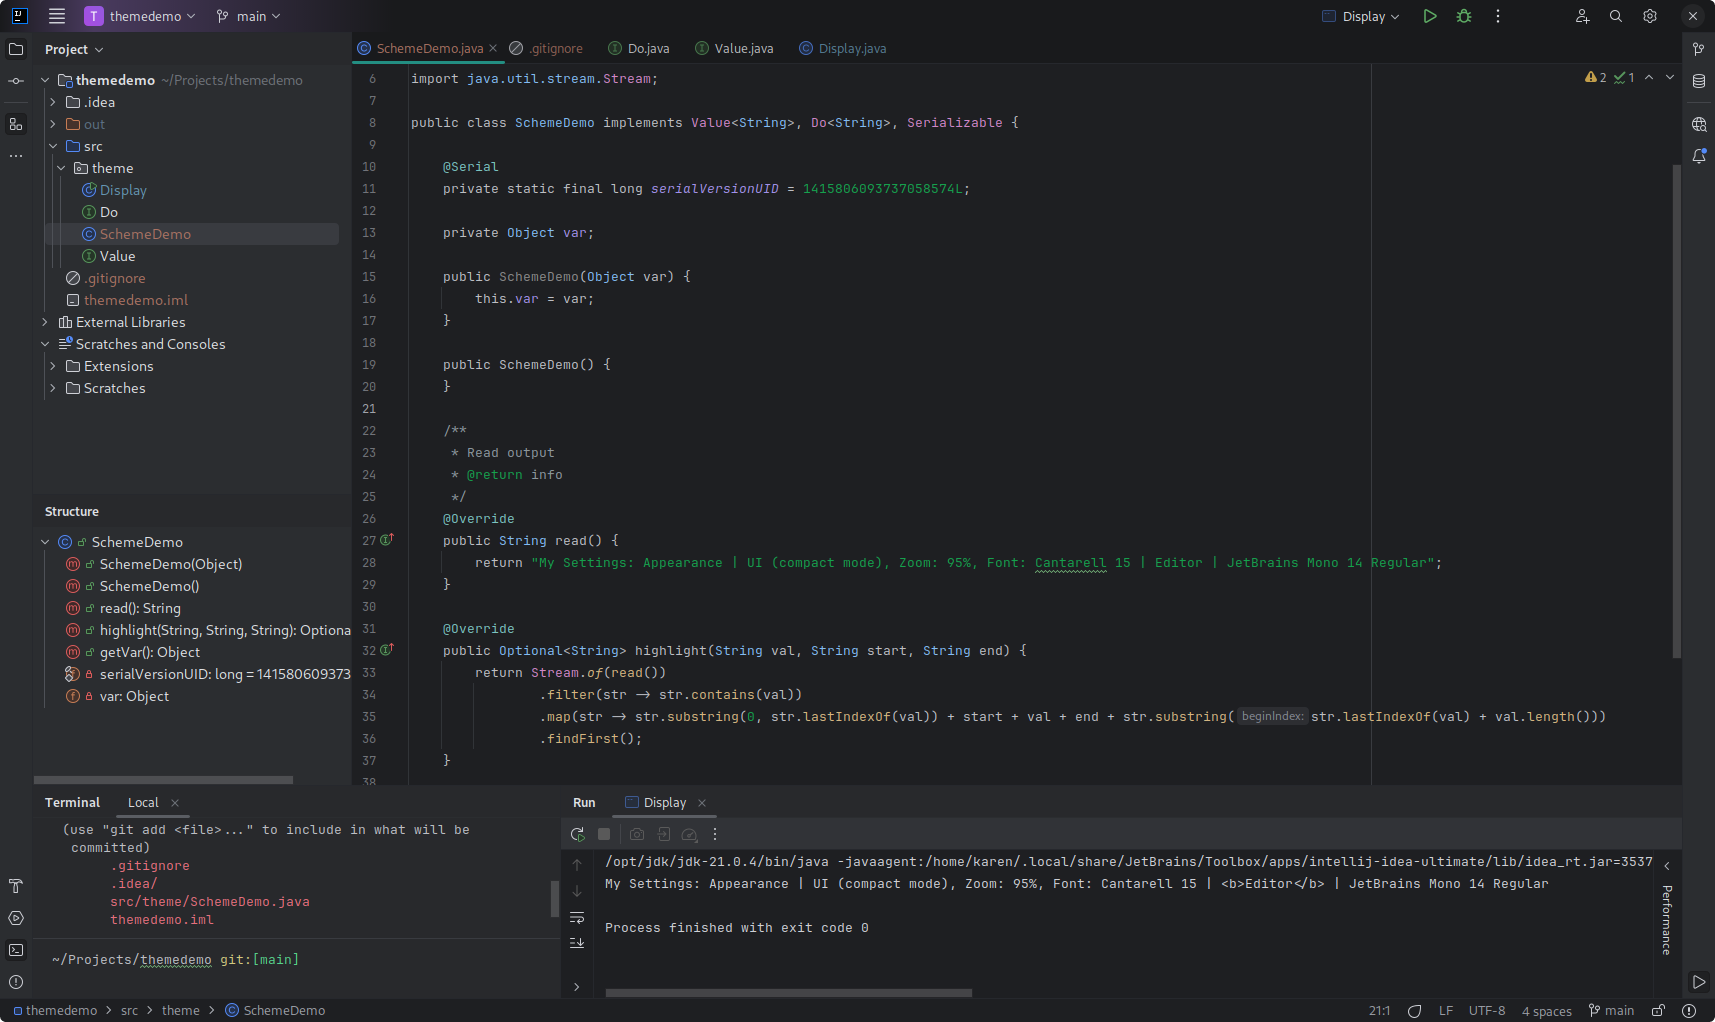 T themedemo main Display
Project
themedemo ~/Projects/themedemo
.idea
out
src
theme
Display
Do
SchemeDemo
Value
.gitignore
themedemo.iml
External Libraries
Scratches and Consoles
Extensions
Scratches
Structure
SchemeDemo
SchemeDemo(Object)
SchemeDemo()
read(): String
highlight(String, String, String): Optiona
getVar(): Object
serialVersionUID: long = 141580609373
var: Object
SchemeDemo.java .gitignore Do.java Value.java Display.java
2 1
6 import java.util.stream.Stream;
7
8 public class SchemeDemo implements Value<String>, Do<String>, Serializable {
9
10 @Serial
11 private static final long serialVersionUID = 1415806093737058574L;
12
13 private Object var;
14
15 public SchemeDemo(Object var) {
16 this.var = var;
17 }
18
19 public SchemeDemo() {
20 }
21
22 /**
23 * Read output
24 * @return info
25 */
26 @Override
27 public String read() {
28 return "My Settings: Appearance | UI (compact mode), Zoom: 95%, Font: Cantarell 15 | Editor | JetBrains Mono 14 Regular";
29 }
30
31 @Override
32 public Optional<String> highlight(String val, String start, String end) {
33 return Stream.of(read())
34 .filter(str -> str.contains(val))
35 .map(str -> str.substring(0, str.lastIndexOf(val)) + start + val + end + str.substring( beginIndex: str.lastIndexOf(val) + val.length()))
36 .findFirst();
37 }
38
Terminal Local
(use "git add <file>..." to include in what will be
committed)
.gitignore
.idea/
src/theme/SchemeDemo.java
themedemo.iml
~/Projects/themedemo git:[main]
Run Display
/opt/jdk/jdk-21.0.4/bin/java -javaagent:/home/karen/.local/share/JetBrains/Toolbox/apps/intellij-idea-ultimate/lib/idea_rt.jar=3537
My Settings: Appearance | UI (compact mode), Zoom: 95%, Font: Cantarell 15 | <b>Editor</b> | JetBrains Mono 14 Regular
Process finished with exit code 0
Performance
themedemo > src > theme > SchemeDemo
21:1 LF UTF-8 4 spaces main